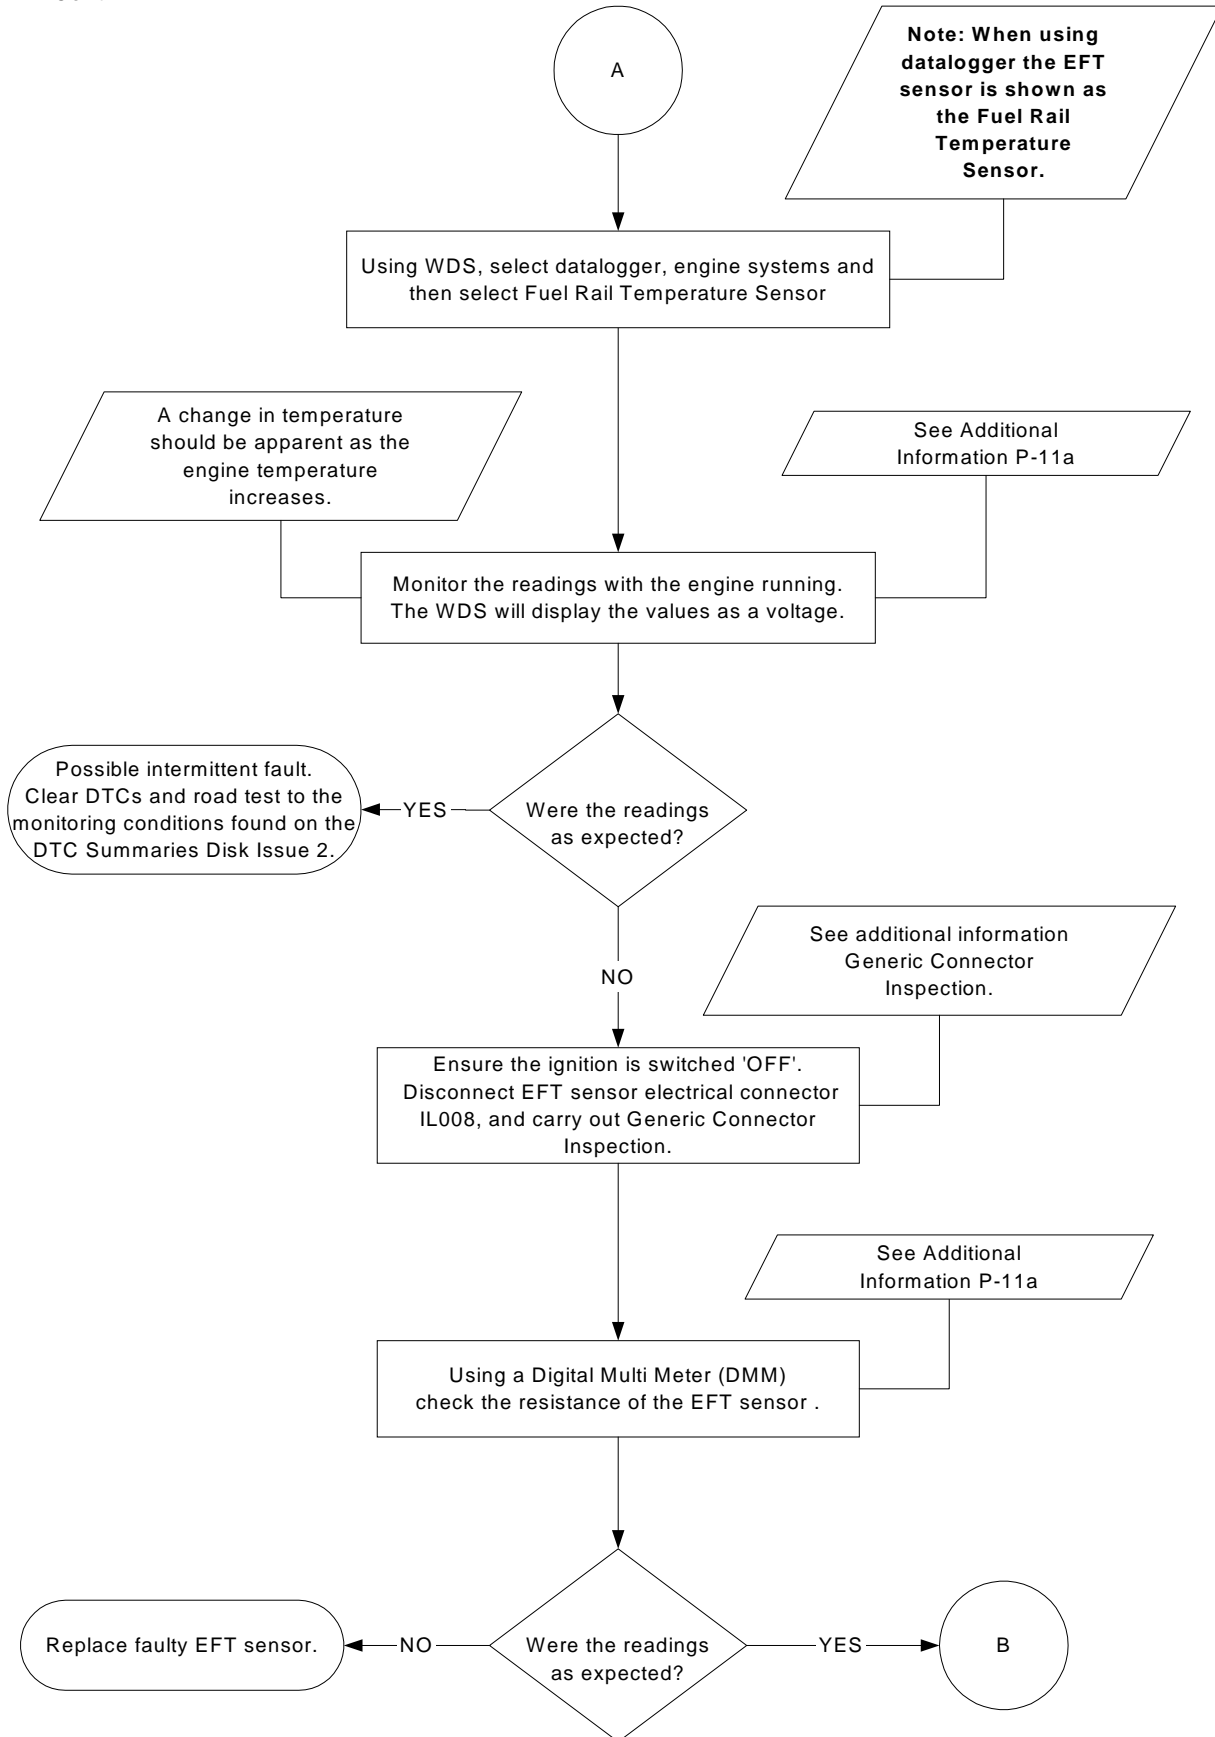 A
Note: When using
datalogger the EFT
sensor is shown as
the Fuel Rail
Temperature
Sensor.
Using WDS, select datalogger, engine systems and
then select Fuel Rail Temperature Sensor
A change in temperature
should be apparent as the
engine temperature
increases.
See Additional
Information P-11a
Monitor the readings with the engine running.
The WDS will display the values as a voltage.
Possible intermittent fault.
Clear DTCs and road test to the
monitoring conditions found on the
DTC Summaries Disk Issue 2.
YES
Were the readings
as expected?
NO
See additional information
Generic Connector
Inspection.
Ensure the ignition is switched 'OFF'.
Disconnect EFT sensor electrical connector
IL008, and carry out Generic Connector
Inspection.
See Additional
Information P-11a
Using a Digital Multi Meter (DMM)
check the resistance of the EFT sensor .
Replace faulty EFT sensor.
NO
Were the readings
as expected?
YES
B